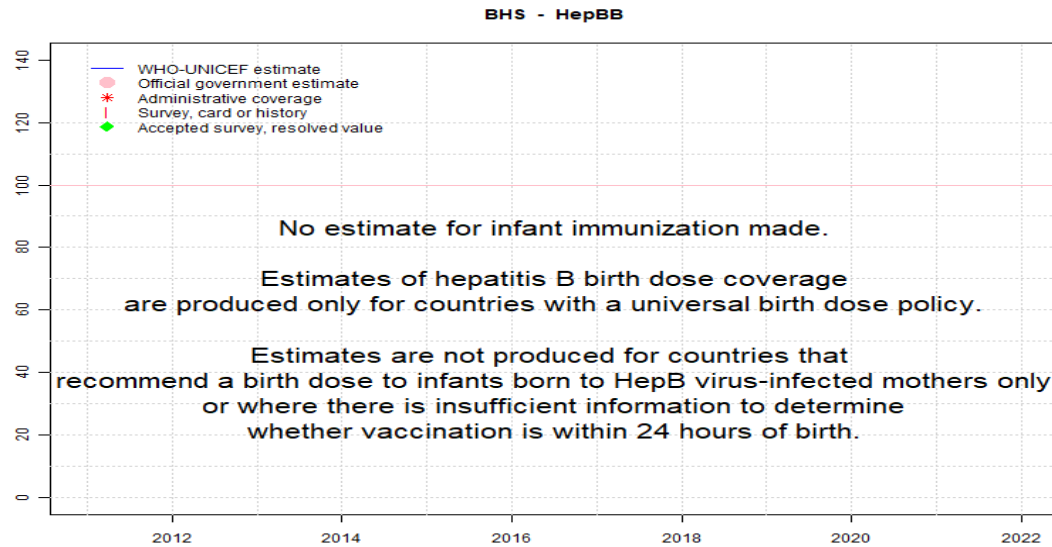 BHS - HepBB
140
120
100
80
60
40
20
0
WHO-UNICEF estimate
Official government estimate
Administrative coverage
Survey, card or history
Accepted survey, resolved value
No estimate for infant immunization made.
Estimates of hepatitis B birth dose coverage
are produced only for countries with a universal birth dose policy.
Estimates are not produced for countries that
recommend a birth dose to infants born to HepB virus-infected mothers only
or where there is insufficient information to determine
whether vaccination is within 24 hours of birth.
2012 2014 2016 2018 2020 2022